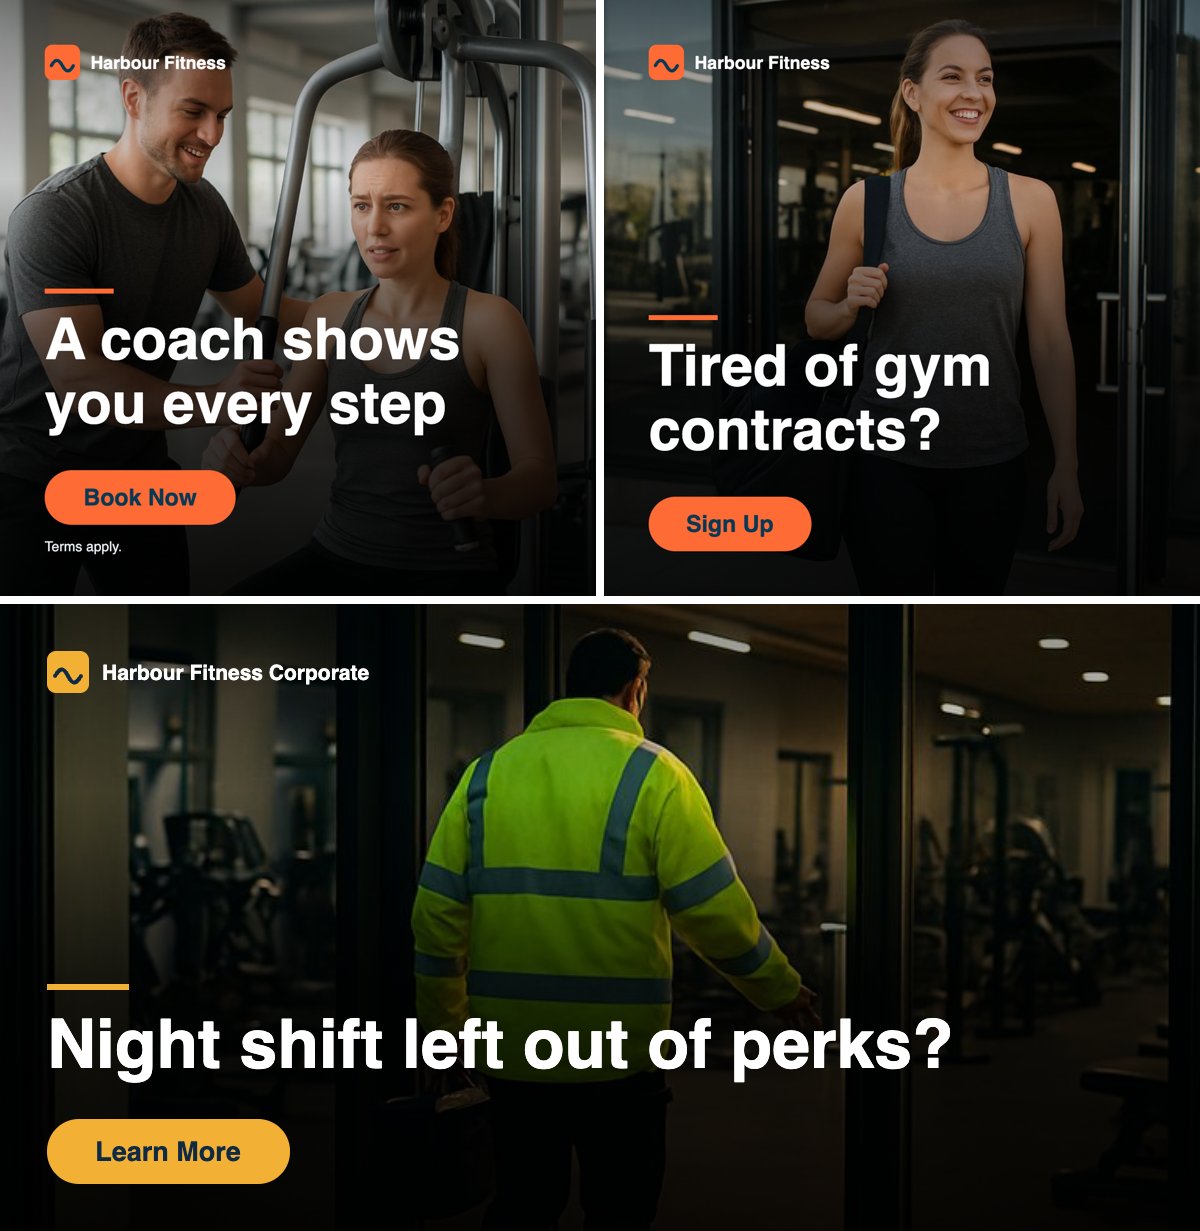 Harbour Fitness
A coach shows
you every step
Book Now
Terms apply.
Harbour Fitness
Tired of gym
contracts?
Sign Up
Harbour Fitness Corporate
Night shift left out of perks?
Learn More